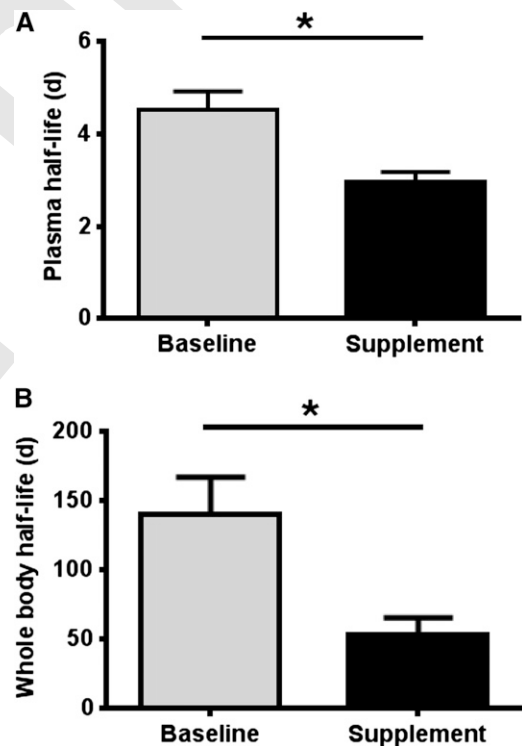 A
*
6
4
2
0
Plasma half-life (d)
Baseline Supplement
B
*
200
150
100
50
0
Whole body half-life (d)
Baseline Supplement